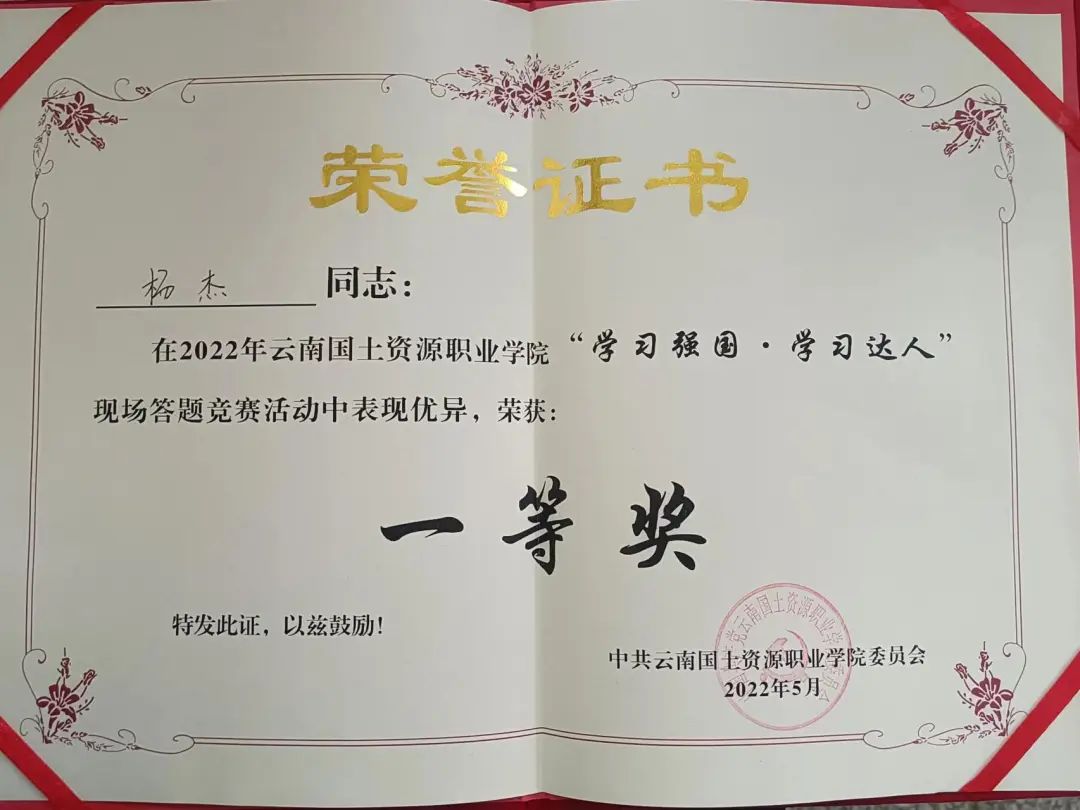 荣誉证书
杨杰 同志：
在2022年云南国土资源职业学院“学习强国·学习达人”
现场答题竞赛活动中表现优异，荣获：
一等奖
特发此证，以兹鼓励！
中共云南国土资源职业学院委员会
2022年5月